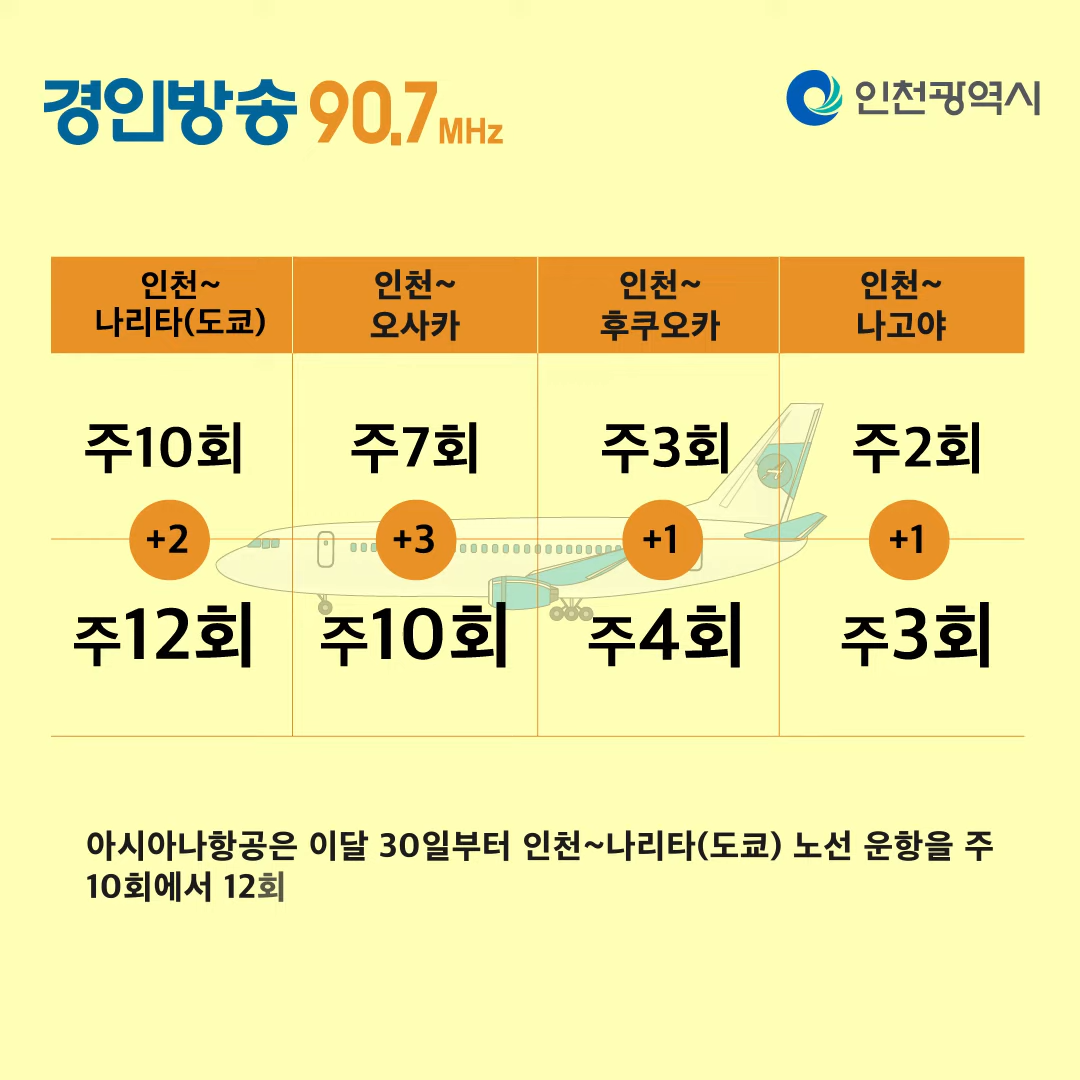 경인방송 90.7 MHz
인천광역시
인천~
나리타(도쿄)
인천~
오사카
인천~
후쿠오카
인천~
나고야
주10회
주7회
주3회
주2회
+2
+3
+1
+1
주12회
주10회
주4회
주3회
아시아나항공은 이달 30일부터 인천~나리타(도쿄) 노선 운항을 주
10회에서 12회